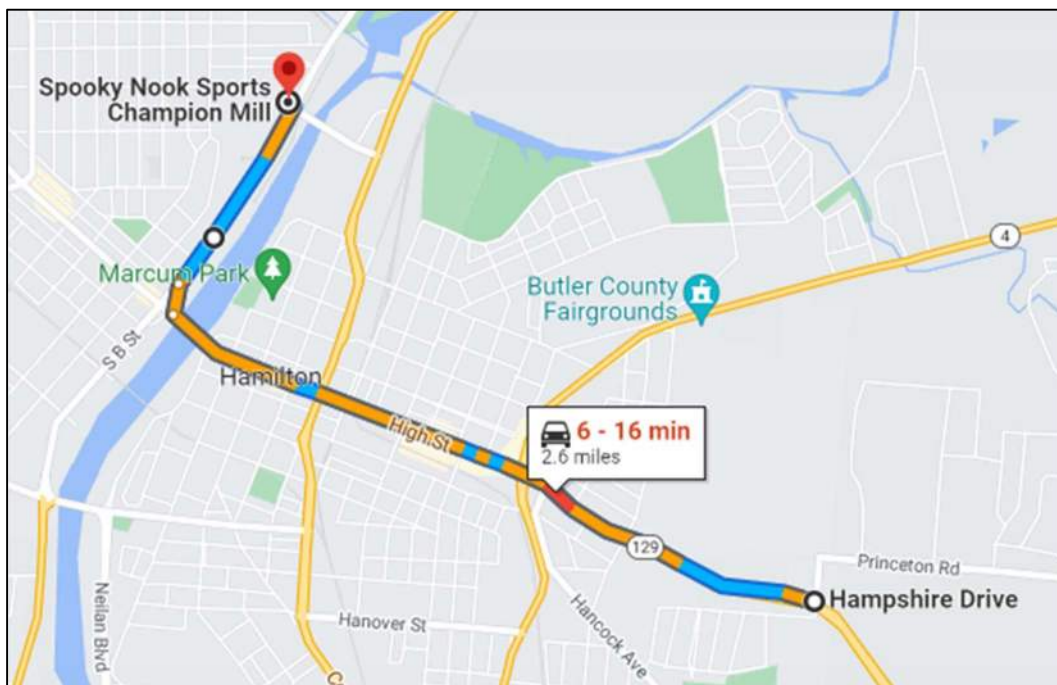 Spooky Nook Sports
Champion Mill
4
Marcum Park
Butler County
Fairgrounds
S B St
Hamilton
High St
6 - 16 min
2.6 miles
129
Princeton Rd
Hampshire Drive
Neilan Blvd
Hanover St
Hancock Ave